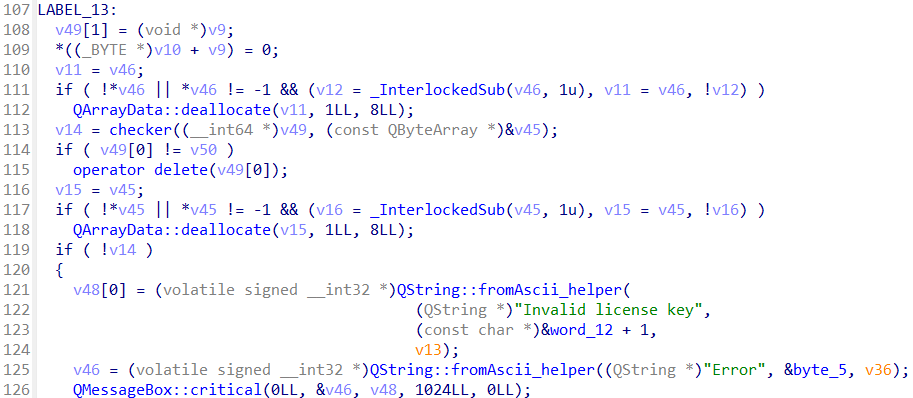 107 LABEL_13:
108 v49[1] = (void *)v9;
109 *((_BYTE *)v10 + v9) = 0;
110 v11 = v46;
111 if ( !*v46 || *v46 != -1 && (v12 = _InterlockedSub(v46, 1u), v11 = v46, !v12) )
112 QArrayData::deallocate(v11, 1LL, 8LL);
113 v14 = checker((__int64 *)v49, (const QByteArray *)&v45);
114 if ( v49[0] != v50 )
115 operator delete(v49[0]);
116 v15 = v45;
117 if ( !*v45 || *v45 != -1 && (v16 = _InterlockedSub(v45, 1u), v15 = v45, !v16) )
118 QArrayData::deallocate(v15, 1LL, 8LL);
119 if ( !v14 )
120 {
121 v48[0] = (volatile signed __int32 *)QString::fromAscii_helper(
122 (QString *)"Invalid license key",
123 (const char *)&word_12 + 1,
124 v13);
125 v46 = (volatile signed __int32 *)QString::fromAscii_helper((QString *)"Error", &byte_5, v36);
126 QMessageBox::critical(0LL, &v46, v48, 1024LL, 0LL);